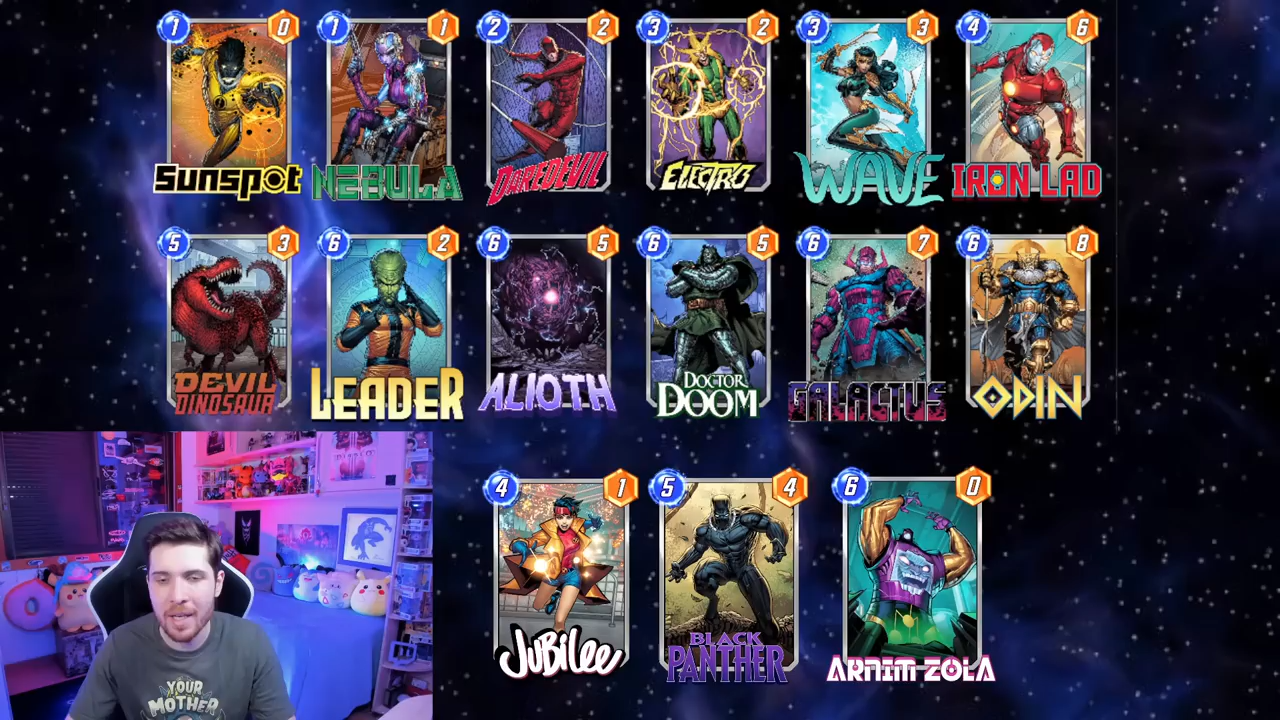 1 0 1 1 2 2 3 2 3 3 4 6
SUNSPOT NEBULA DAREDEVIL ELECTRO WAVE IRON LAD
5 3 6 2 6 5 6 5 6 7 6 8
DEVIL DINOSAUR LEADER ALIOTH DOCTOR DOOM GALACTUS ODIN
4 1 5 4 6 0
JUBILEE BLACK PANTHER ARNIM ZOLA
YOUR
MOTHER